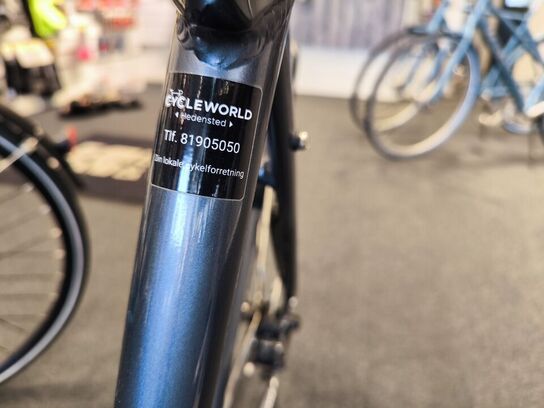 CYCLEWORLD
Hedensted
Tlf. 81905050
Din lokale cykelforretning